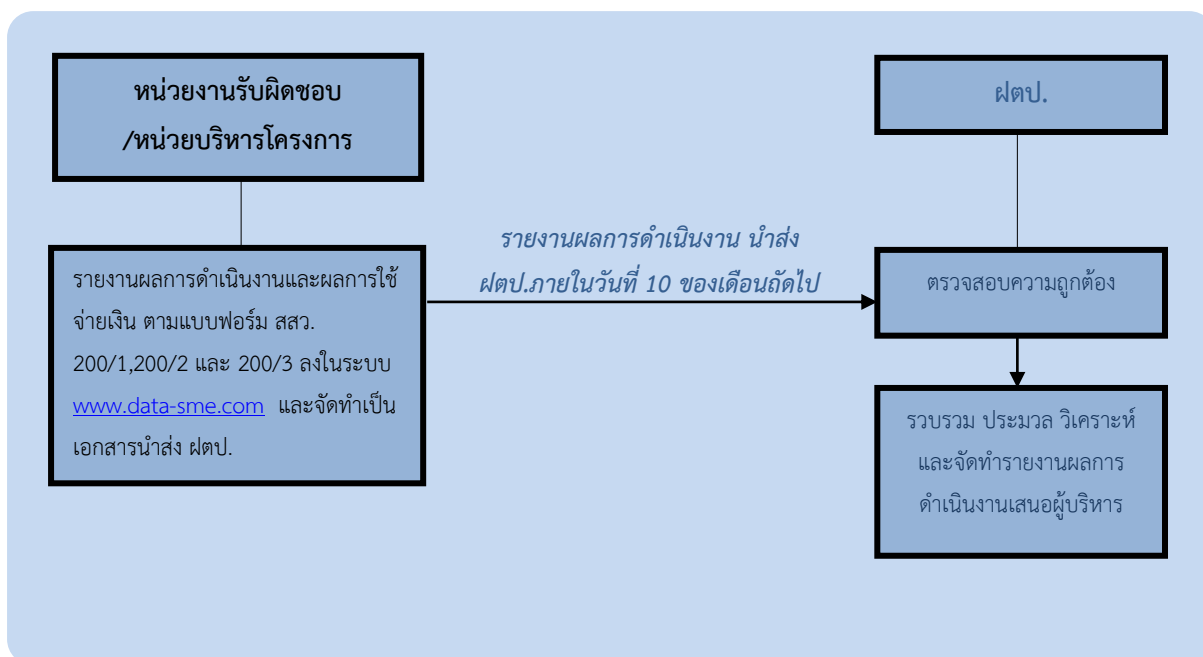 หน่วยงานรับผิดชอบ
/หน่วยบริหารโครงการ
ฝตป.
รายงานผลการดำเนินงานและผลการใช้
จ่ายเงิน ตามแบบฟอร์ม สสว.
200/1,200/2 และ 200/3 ลงในระบบ
www.data-sme.com และจัดทำเป็น
เอกสารนำส่ง ฝตป.
รายงานผลการดำเนินงาน นำส่ง
ฝตป.ภายในวันที่ 10 ของเดือนถัดไป
ตรวจสอบความถูกต้อง
รวบรวม ประมวล วิเคราะห์
และจัดทำรายงานผลการ
ดำเนินงานเสนอผู้บริหาร